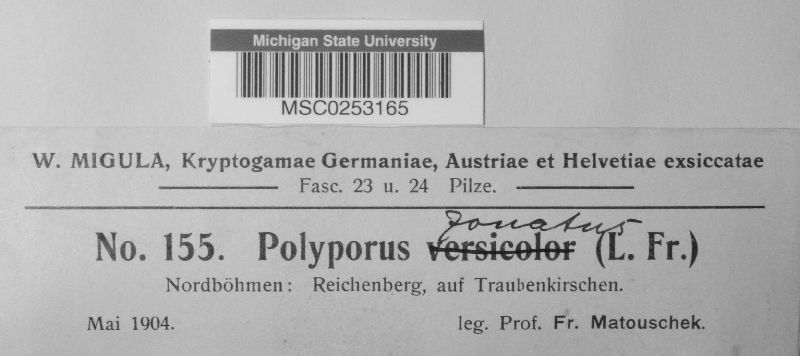 Michigan State University
MSC0253165
W. MIGULA, Kryptogamae Germaniae, Austriae et Helvetiae exsiccatae
Fasc. 23 u. 24 Pilze.
zonatus
No. 155. Polyporus versicolor (L. Fr.)
Nordböhmen: Reichenberg, auf Traubenkirschen.
Mai 1904. leg. Prof. Fr. Matouschek.